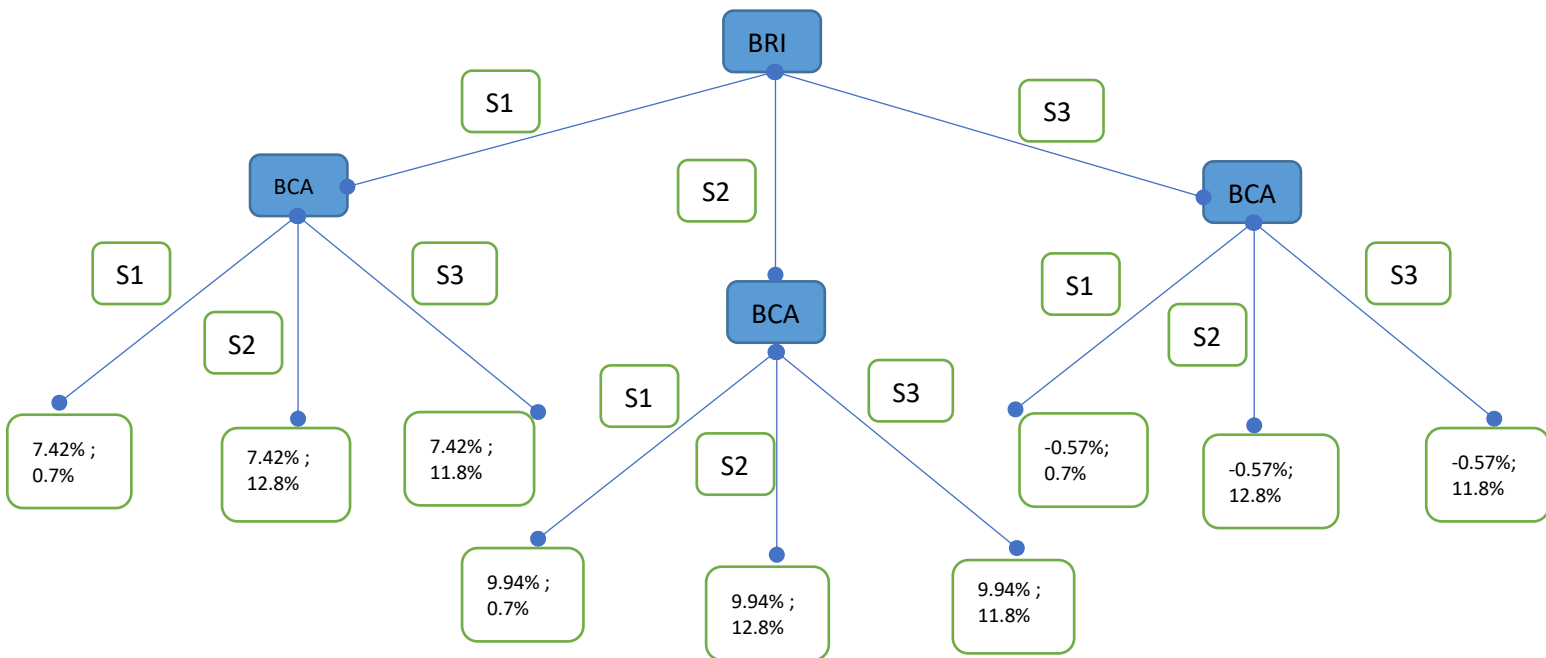 BRI
S1
S3
BCA
S2
BCA
S1
S3
S3
S1
S2
S2
BCA
S1
S3
S2
7.42% ;
0.7%
7.42% ;
12.8%
7.42% ;
11.8%
-0.57%;
0.7%
-0.57%;
12.8%
-0.57%;
11.8%
9.94% ;
0.7%
9.94% ;
12.8%
9.94% ;
11.8%